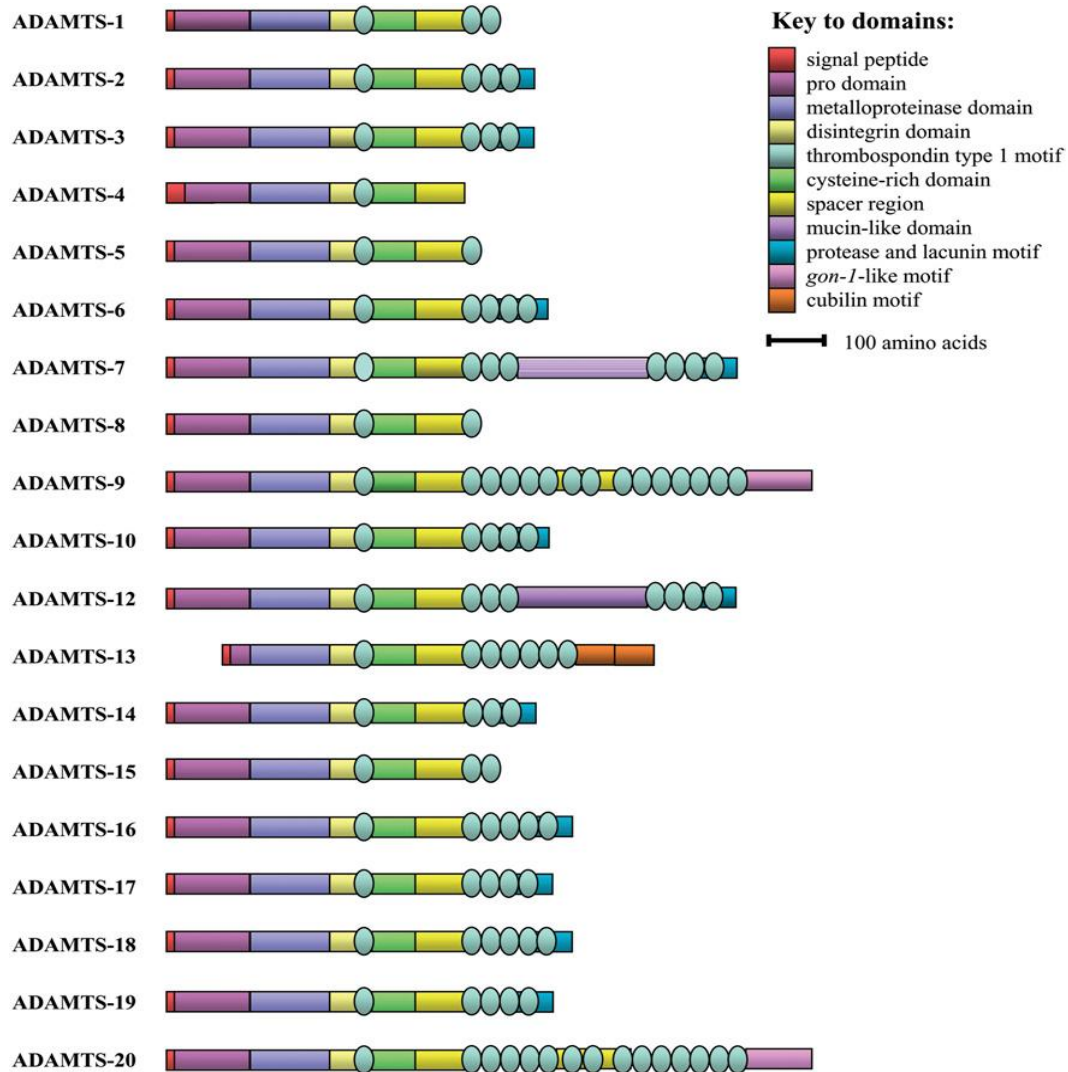 ADAMTS-1
ADAMTS-2
ADAMTS-3
ADAMTS-4
ADAMTS-5
ADAMTS-6
ADAMTS-7
ADAMTS-8
ADAMTS-9
ADAMTS-10
ADAMTS-12
ADAMTS-13
ADAMTS-14
ADAMTS-15
ADAMTS-16
ADAMTS-17
ADAMTS-18
ADAMTS-19
ADAMTS-20
Key to domains:
signal peptide
pro domain
metalloproteinase domain
disintegrin domain
thrombospondin type 1 motif
cysteine-rich domain
spacer region
mucin-like domain
protease and lacunin motif
gon-1-like motif
cubilin motif
100 amino acids